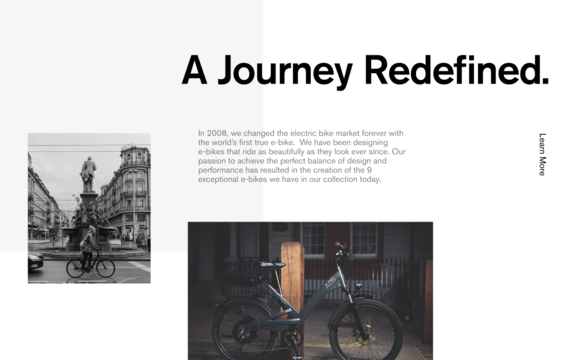 A Journey Redefined.
In 2008, we changed the electric bike market forever with
the world's first true e-bike. We have been designing
e-bikes that ride as beautifully as they look ever since. Our
passion to achieve the perfect balance of design and
performance has resulted in the creation of the 9
exceptional e-bikes we have in our collection today.
Learn More